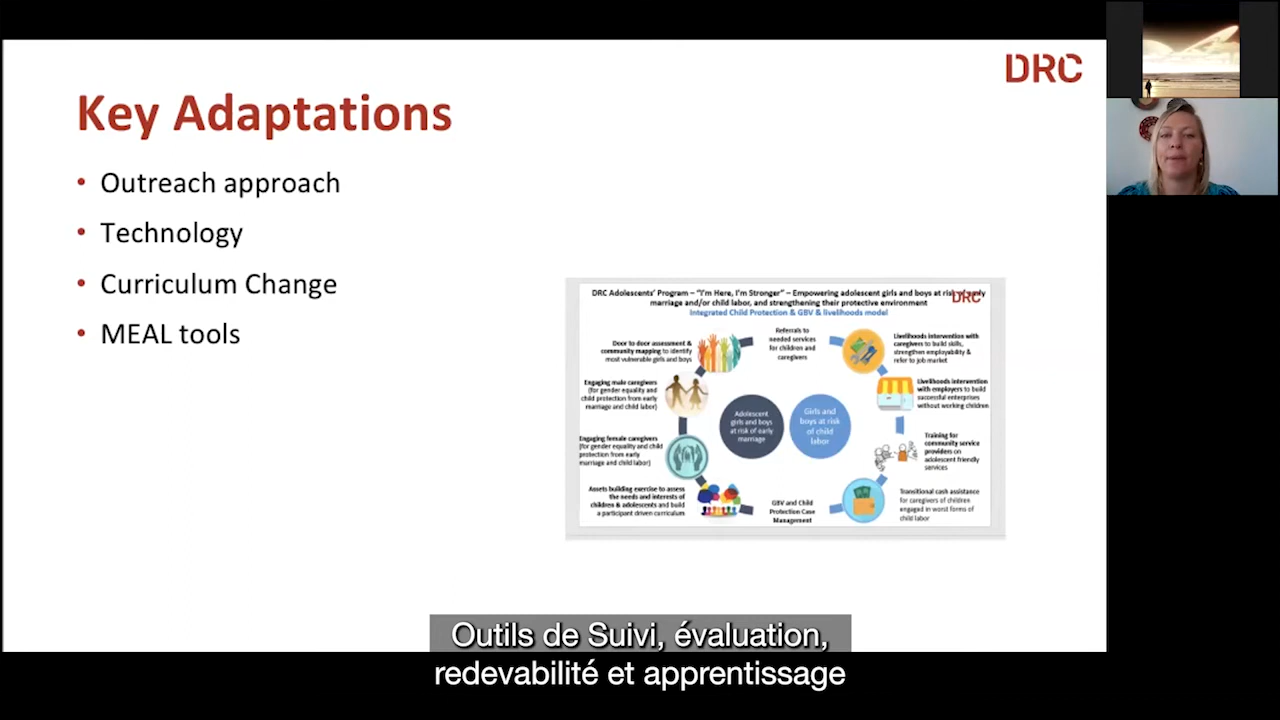 DRC
Key Adaptations
• Outreach approach
• Technology
• Curriculum Change
• MEAL tools
DRC Adolescents' Program – "I'm Here, I'm Stronger" – Empowering adolescent girls and boys at risk of early
marriage and/or child labor, and strengthening their protective environment
DRC
Integrated Child Protection & GBV & livelihoods model
Referrals to
needed services
for children and
caregivers
Door to door assessment &
community mapping to identify
most vulnerable girls and boys
Engaging male caregivers
(for gender equality and
child protection from early
marriage and child labor)
Engaging female caregivers
(for gender equality and child
protection from early
marriage and child labor)
Assets building exercise to assess
the needs and interests of
children & adolescents and build
a participant driven curriculum
Adolescent
girls and boys
at risk of early
marriage
Girls and
boys at risk
of child
labor
GBV and Child
Protection Case
Management
Livelihoods intervention with
caregivers to build skills,
strengthen employability &
refer to job market
Livelihoods intervention
with employers to build
successful enterprises
without working children
Training for
community service
providers on
adolescent friendly
services
Transitional cash assistance
for caregivers of children
engaged in worst forms of
child labor
Outils de Suivi, évaluation,
redevabilité et apprentissage